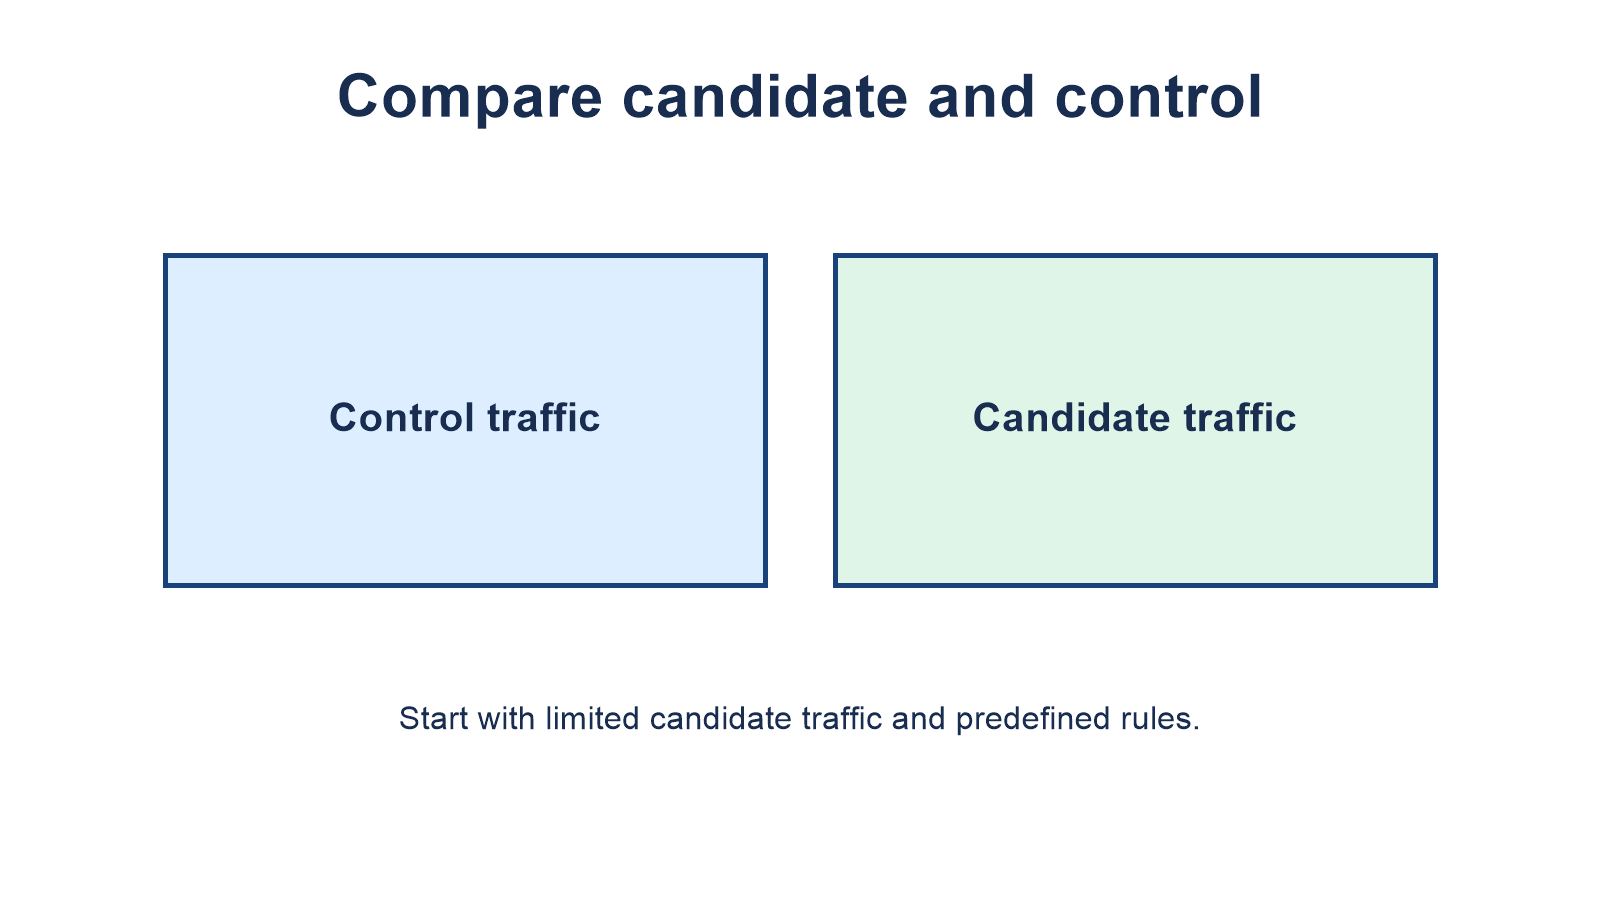 Compare candidate and control
Control traffic
Candidate traffic
Start with limited candidate traffic and predefined rules.